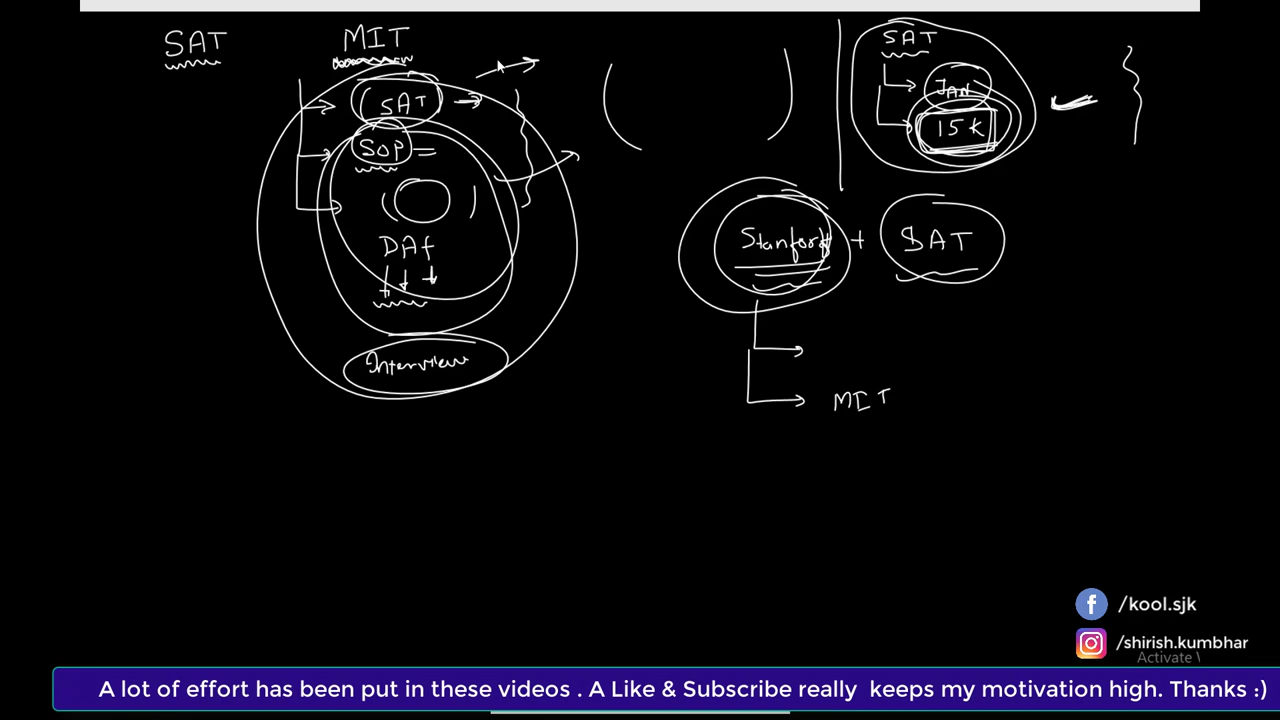 SAT
MIT
SAT
SOP
DAf
Interview
SAT
JAN
15K
Stanford + SAT
MIT
/kool.sjk
/shirish.kumbhar
Activate \
A lot of effort has been put in these videos . A Like & Subscribe really keeps my motivation high. Thanks :)